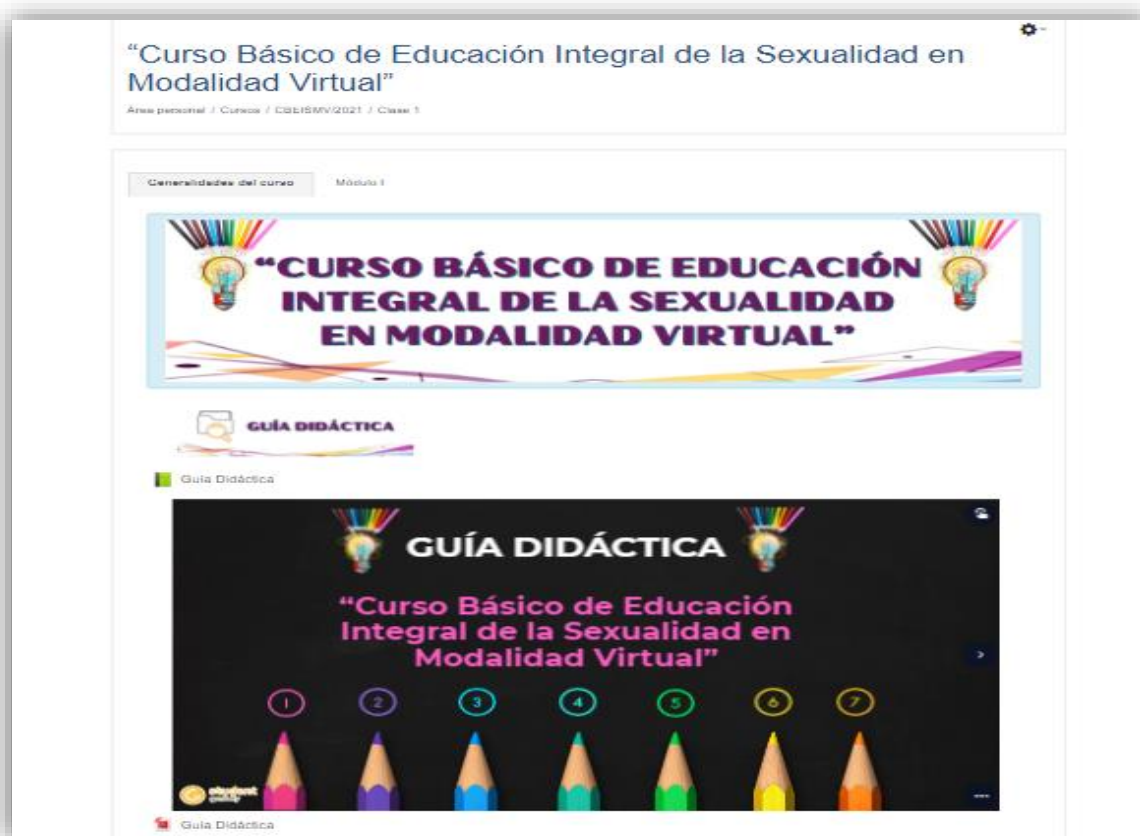 “Curso Básico de Educación Integral de la Sexualidad en
Modalidad Virtual”
Área personal / Cursos / CBEISMV/2021 / Clase 1
Generalidades del curso Módulo I
“CURSO BÁSICO DE EDUCACIÓN
INTEGRAL DE LA SEXUALIDAD
EN MODALIDAD VIRTUAL”
GUÍA DIDÁCTICA
Guía Didáctica
GUÍA DIDÁCTICA
“Curso Básico de Educación
Integral de la Sexualidad en
Modalidad Virtual”
1 2 3 4 5 6 7
student
Guía Didáctica